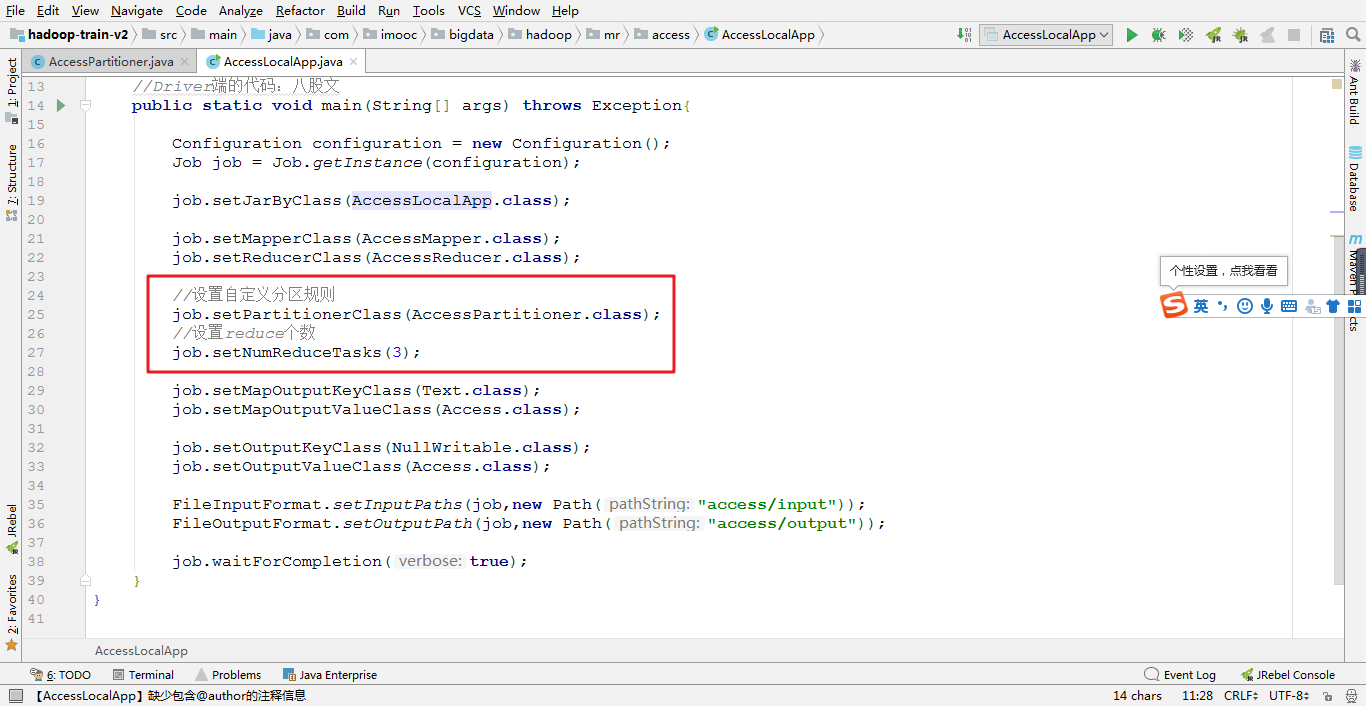 File Edit View Navigate Code Analyze Refactor Build Run Tools VCS Window Help
hadoop-train-v2 src main java com imooc bigdata hadoop mr access AccessLocalApp AccessLocalApp
AccessPartitioner.java AccessLocalApp.java
1: Project
7: Structure
JRebel
2: Favorites
13 //Driver端的代码：八股文
14 public static void main(String[] args) throws Exception{
15
16 Configuration configuration = new Configuration();
17 Job job = Job.getInstance(configuration);
18
19 job.setJarByClass(AccessLocalApp.class);
20
21 job.setMapperClass(AccessMapper.class);
22 job.setReducerClass(AccessReducer.class);
23
24 //设置自定义分区规则
25 job.setPartitionerClass(AccessPartitioner.class);
26 //设置reduce个数
27 job.setNumReduceTasks(3);
28
29 job.setMapOutputKeyClass(Text.class);
30 job.setMapOutputValueClass(Access.class);
31
32 job.setOutputKeyClass(NullWritable.class);
33 job.setOutputValueClass(Access.class);
34
35 FileInputFormat.setInputPaths(job,new Path( pathString: "access/input"));
36 FileOutputFormat.setOutputPath(job,new Path( pathString: "access/output"));
37
38 job.waitForCompletion( verbose: true);
39 }
40 }
41
Ant Build
Database
Maven
个性设置，点我看看
S 英
AccessLocalApp
6: TODO Terminal Problems Java Enterprise Event Log JRebel Console
【AccessLocalApp】缺少包含@author的注释信息 14 chars 11:28 CRLF UTF-8